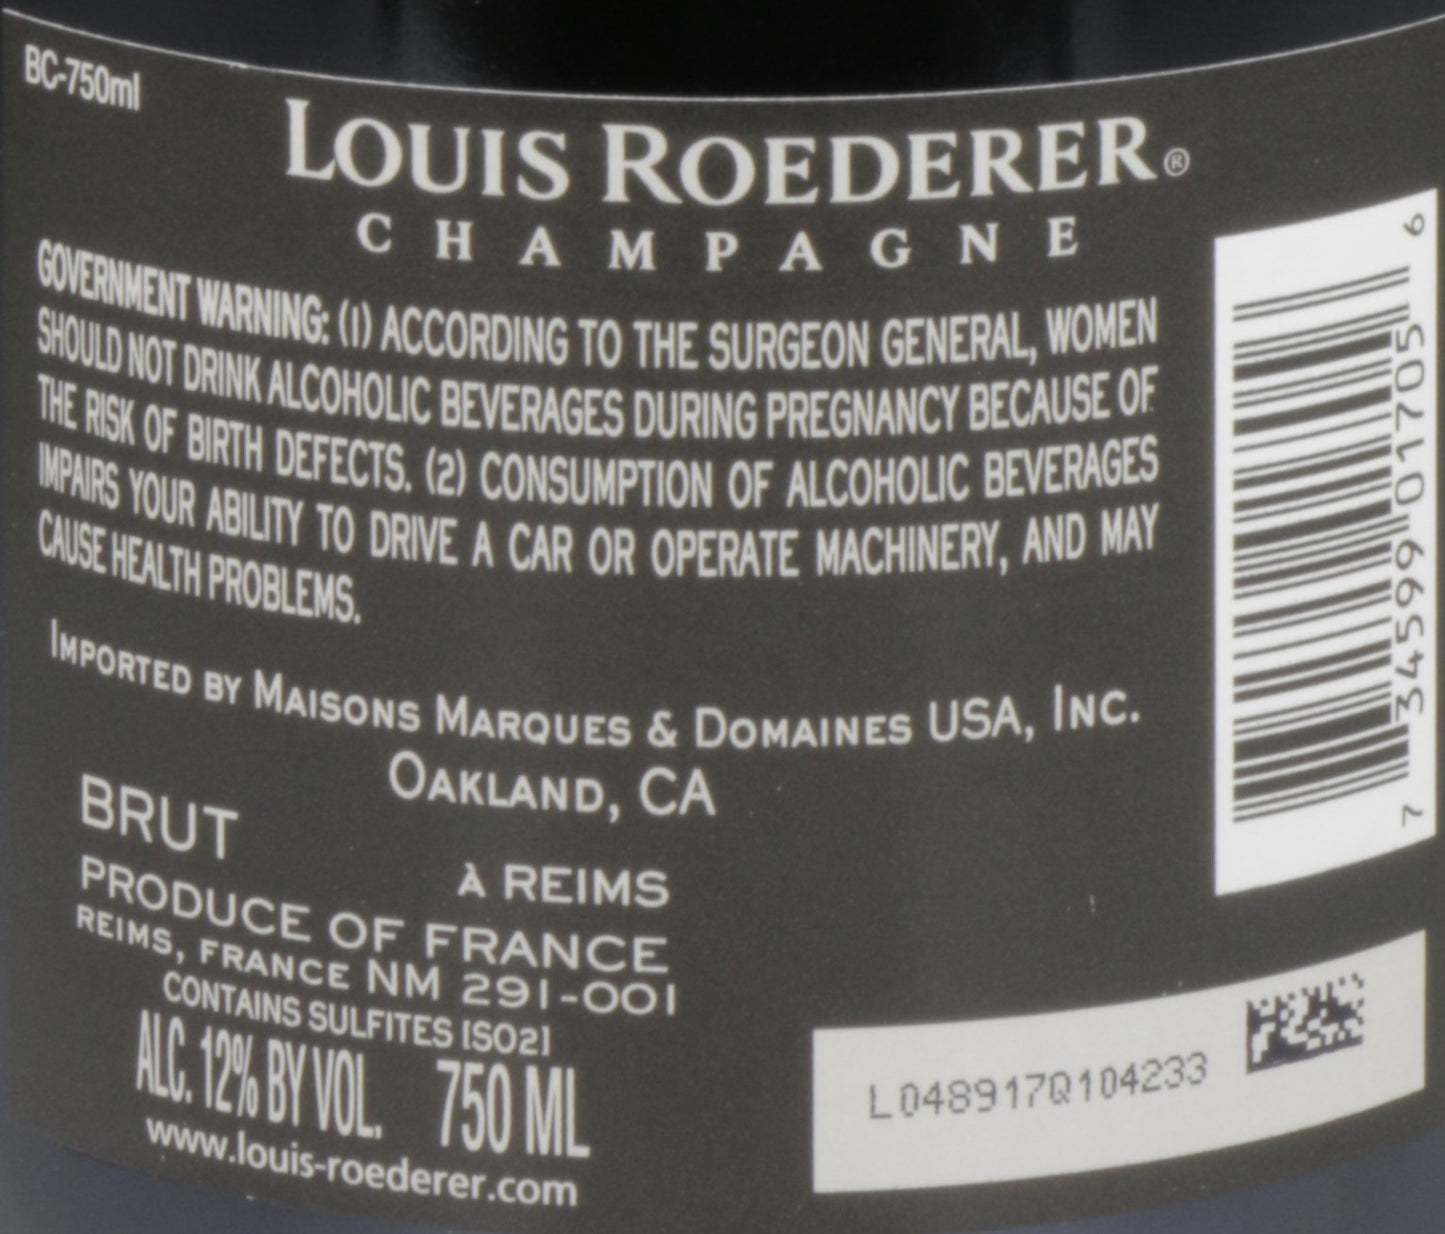 BC-750ml
LOUIS ROEDERER®
CHAMPAGNE
GOVERNMENT WARNING: (1) ACCORDING TO THE SURGEON GENERAL, WOMEN
SHOULD NOT DRINK ALCOHOLIC BEVERAGES DURING PREGNANCY BECAUSE OF
THE RISK OF BIRTH DEFECTS. (2) CONSUMPTION OF ALCOHOLIC BEVERAGES
IMPAIRS YOUR ABILITY TO DRIVE A CAR OR OPERATE MACHINERY, AND MAY
CAUSE HEALTH PROBLEMS.
IMPORTED BY MAISONS MARQUES & DOMAINES USA, INC.
OAKLAND, CA
BRUT
À REIMS
PRODUCE OF FRANCE
REIMS, FRANCE NM 291-001
CONTAINS SULFITES [SO2]
ALC. 12% BY VOL. 750 ML
www.louis-roederer.com
7 34599 01705 6
L048917Q104233